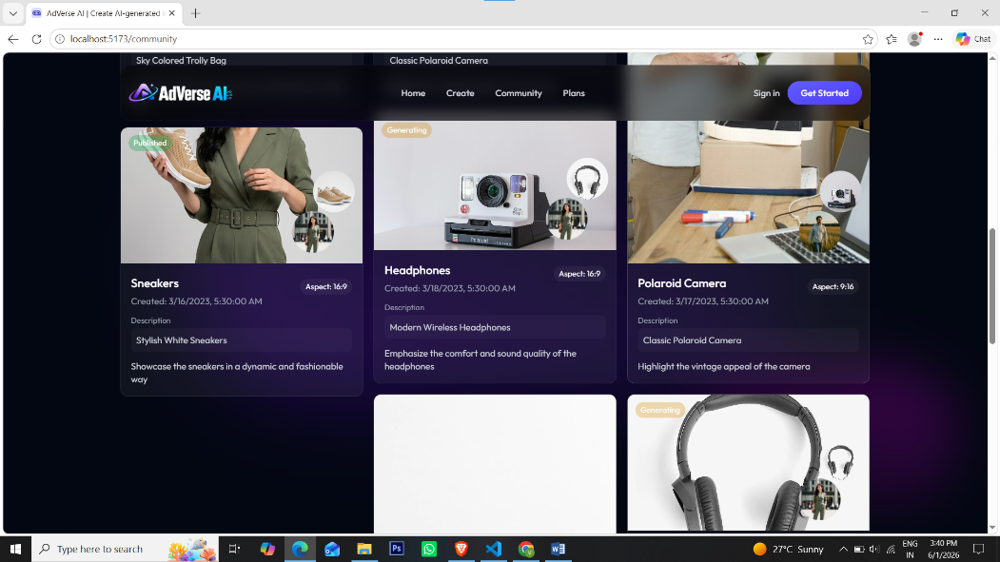 AdVerse AI | Create AI-generated
localhost:5173/community
Chat
Sky Colored Trolly Bag
Classic Polaroid Camera
AdVerse AI
Home
Create
Community
Plans
Sign in
Get Started
Published
Sneakers
Aspect: 16:9
Created: 3/16/2023, 5:30:00 AM
Description
Stylish White Sneakers
Showcase the sneakers in a dynamic and fashionable
way
Generating
Polaroid
Headphones
Aspect: 16:9
Created: 3/18/2023, 5:30:00 AM
Description
Modern Wireless Headphones
Emphasize the comfort and sound quality of the
headphones
Polaroid Camera
Aspect: 9:16
Created: 3/17/2023, 5:30:00 AM
Description
Classic Polaroid Camera
Highlight the vintage appeal of the camera
Generating
Type here to search
Ps
27°C Sunny
ENG
IN
3:40 PM
6/1/2026